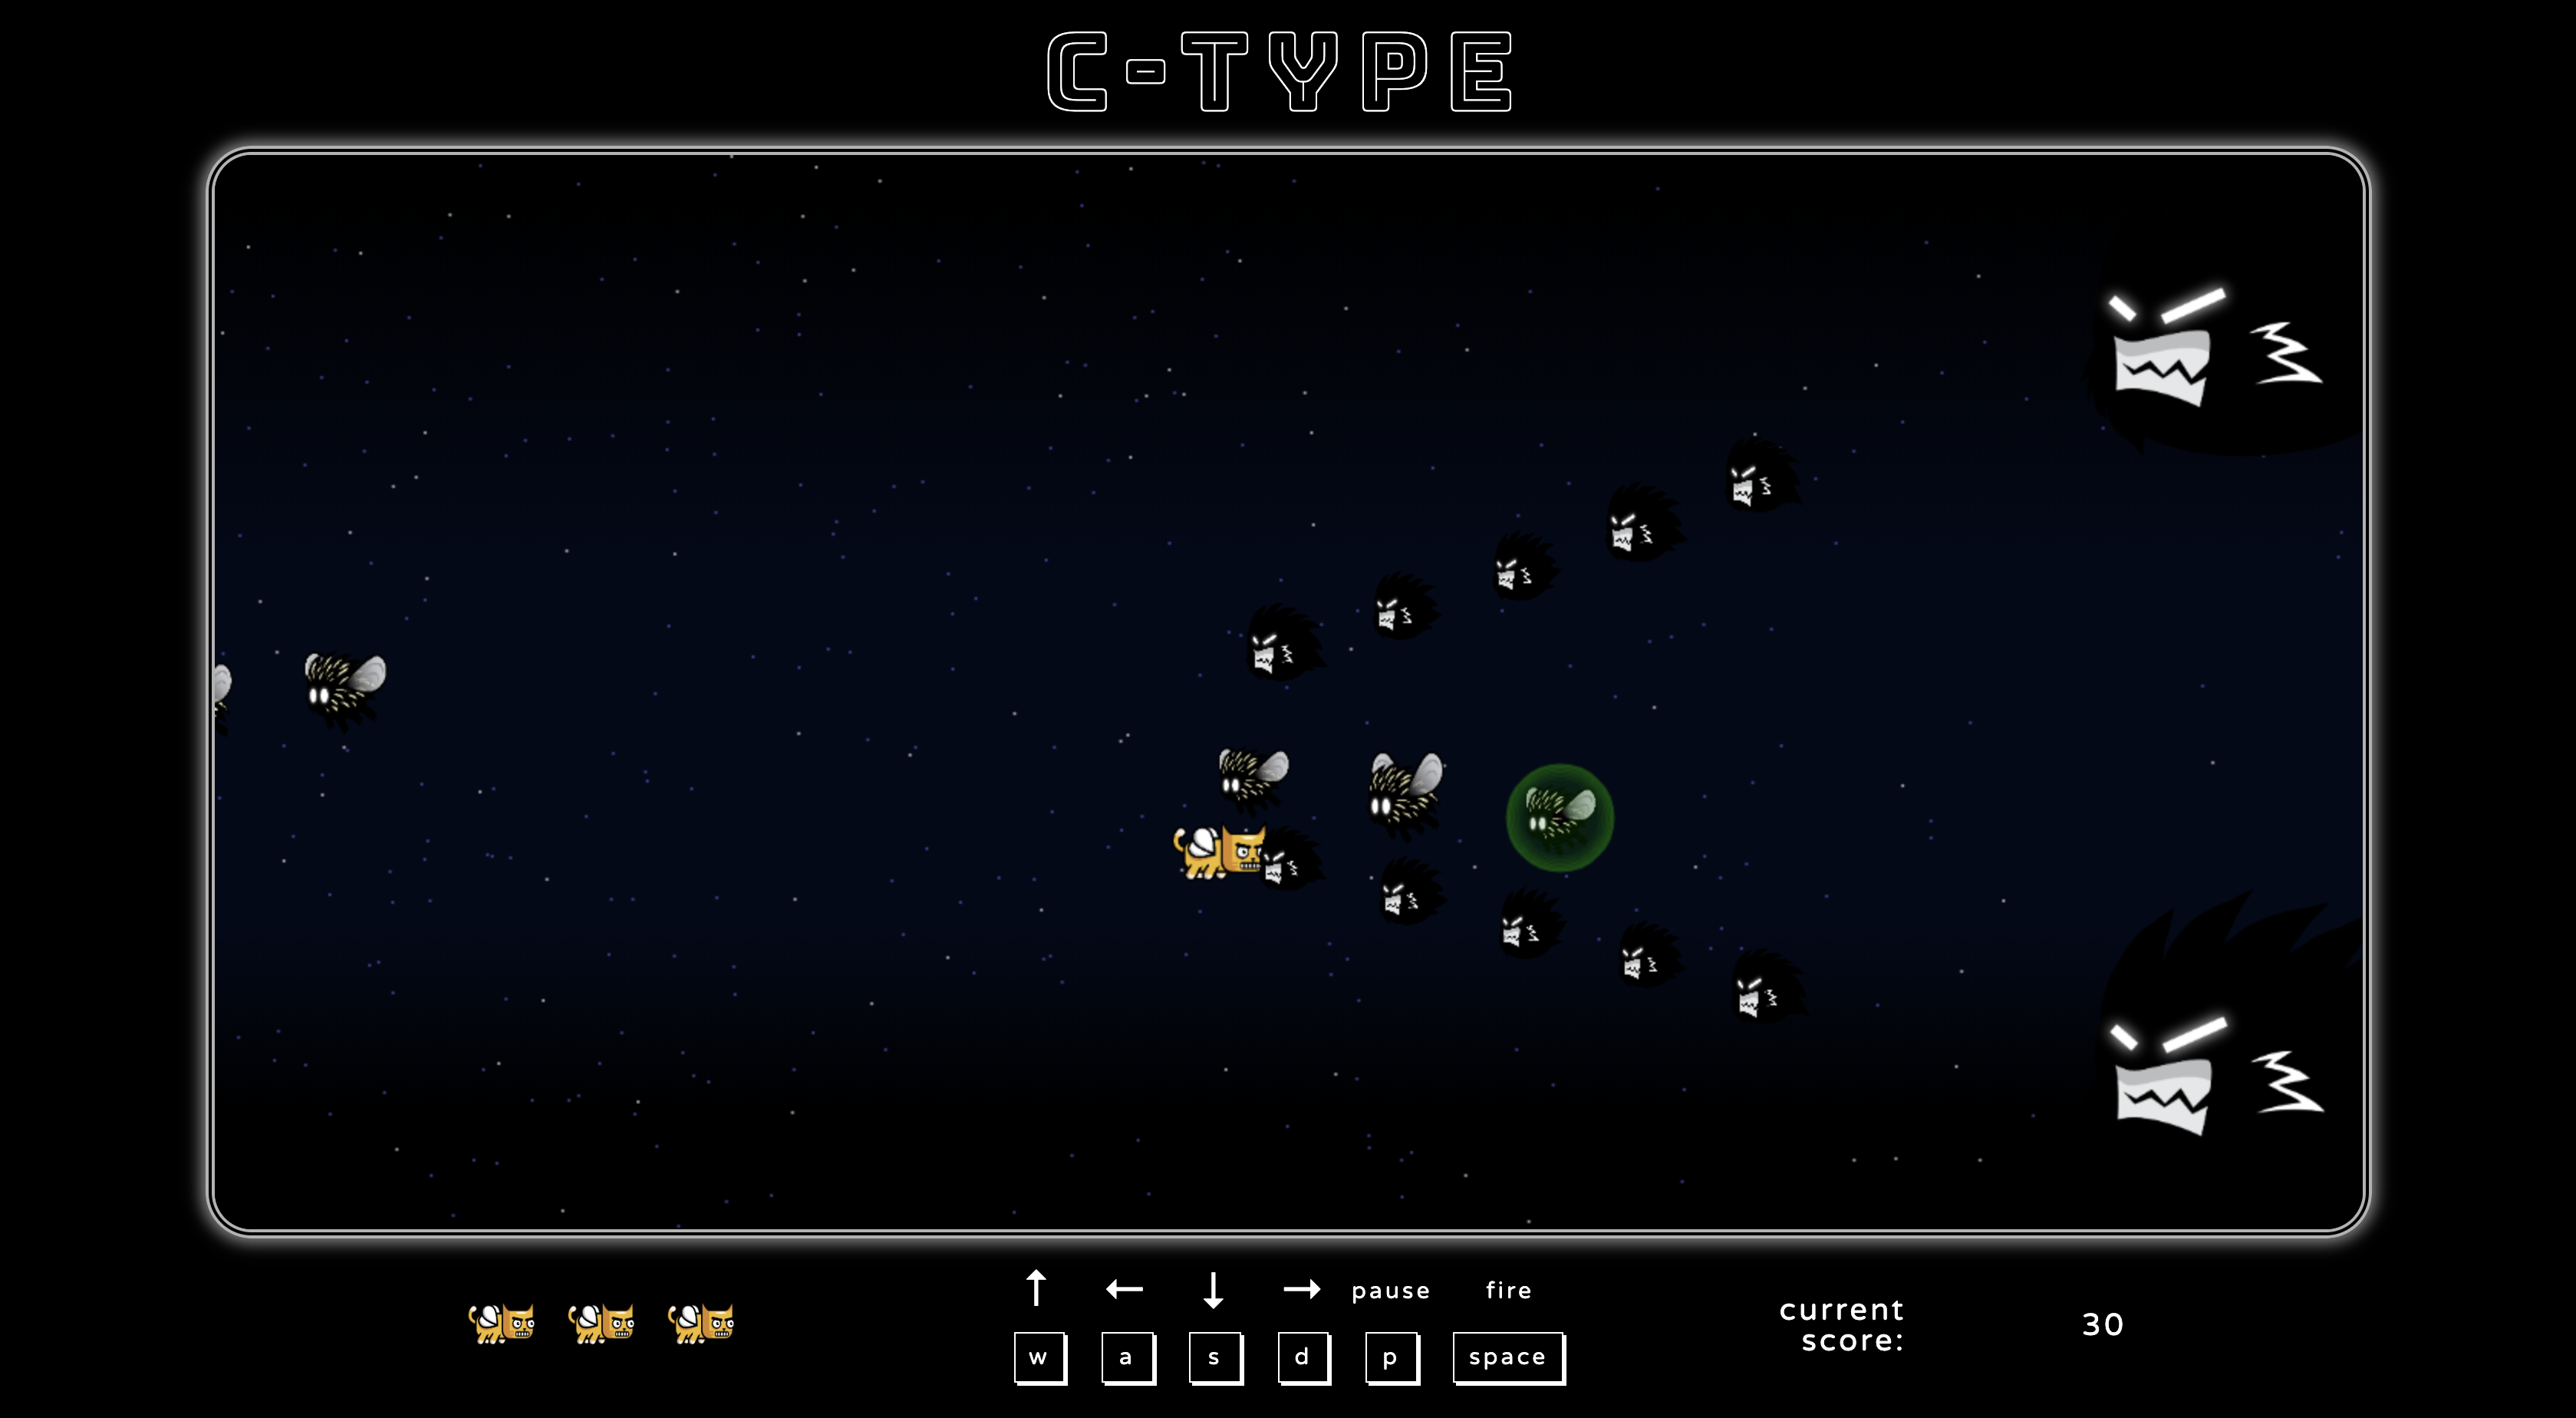 C-TYPE
↑ ← ↓ → pause fire
w a s d p space
current
score:
30